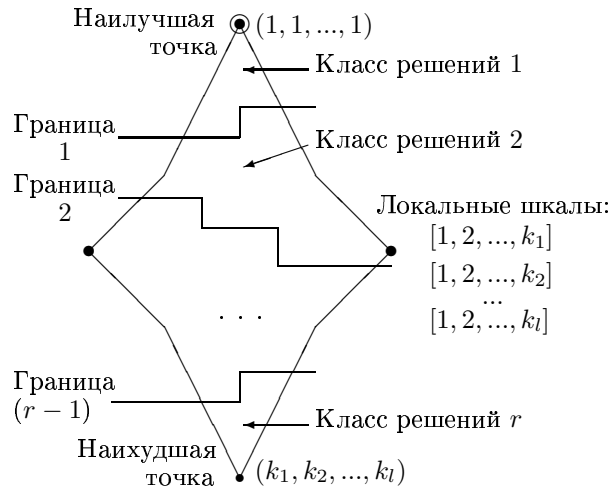 Наилучшая
точка
(1, 1, ..., 1)
Класс решений 1
Граница
1
Класс решений 2
Граница
2
Локальные шкалы:
[1, 2, ..., k₁]
[1, 2, ..., k₂]
...
[1, 2, ..., kₗ]
. . .
Граница
(r − 1)
Класс решений r
Наихудшая
точка
(k₁, k₂, ..., kₗ)